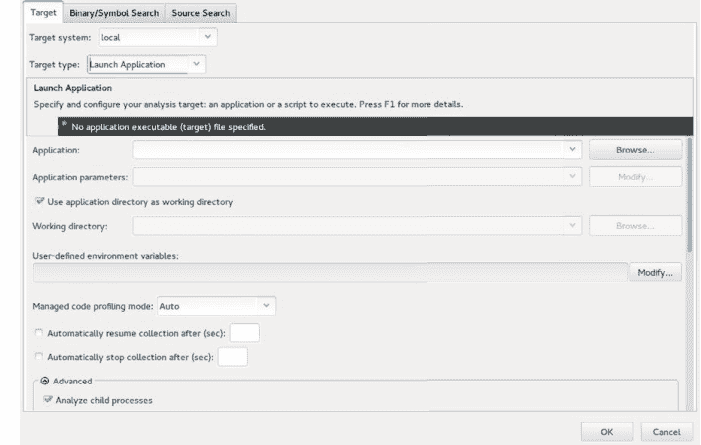 Target Binary/Symbol Search Source Search
Target system: local
Target type: Launch Application
Launch Application
Specify and configure your analysis target: an application or a script to execute. Press F1 for more details.
No application executable (target) file specified.
Application: Browse...
Application parameters: Modify...
Use application directory as working directory
Working directory: Browse...
User-defined environment variables:
Modify...
Managed code profiling mode: Auto
Automatically resume collection after (sec):
Automatically stop collection after (sec):
Advanced
Analyze child processes
OK Cancel